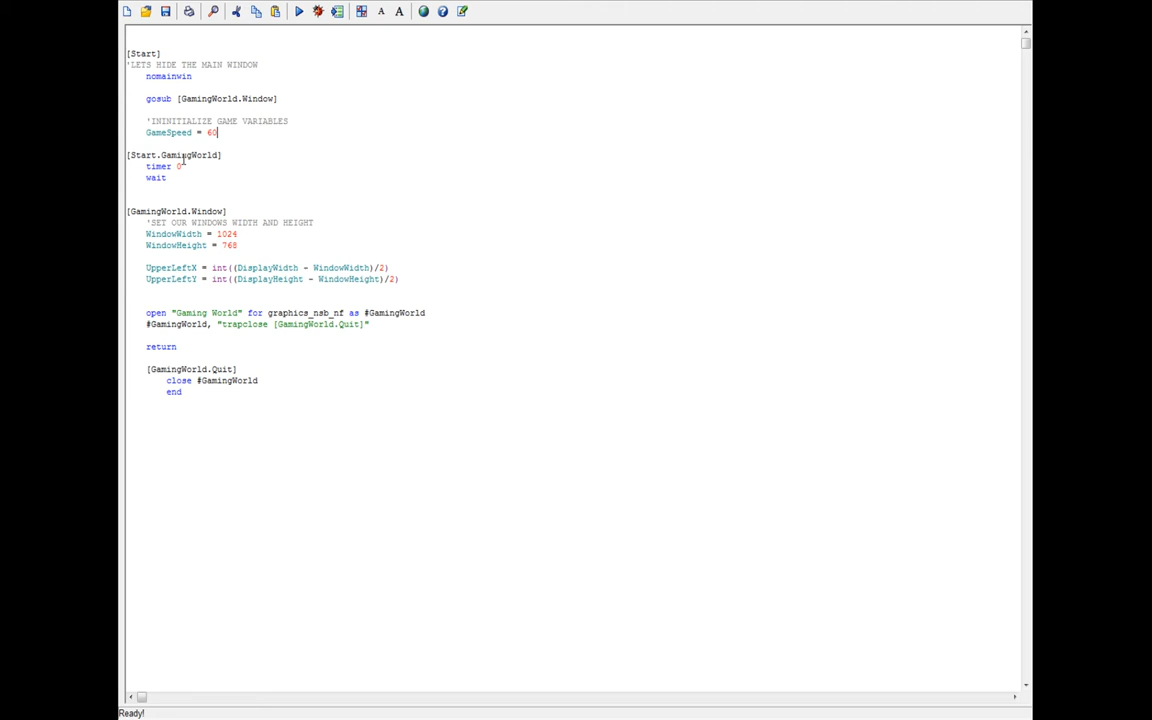 [Start]
'LETS HIDE THE MAIN WINDOW
nomainwin
gosub [GamingWorld.Window]
'ININITIALIZE GAME VARIABLES
GameSpeed = 60
[Start.GamingWorld]
timer 0
wait
[GamingWorld.Window]
'SET OUR WINDOWS WIDTH AND HEIGHT
WindowWidth = 1024
WindowHeight = 768
UpperLeftX = int((DisplayWidth - WindowWidth)/2)
UpperLeftY = int((DisplayHeight - WindowHeight)/2)
open "Gaming World" for graphics_nsb_nf as #GamingWorld
#GamingWorld, "trapclose [GamingWorld.Quit]"
return
[GamingWorld.Quit]
close #GamingWorld
end
Ready!